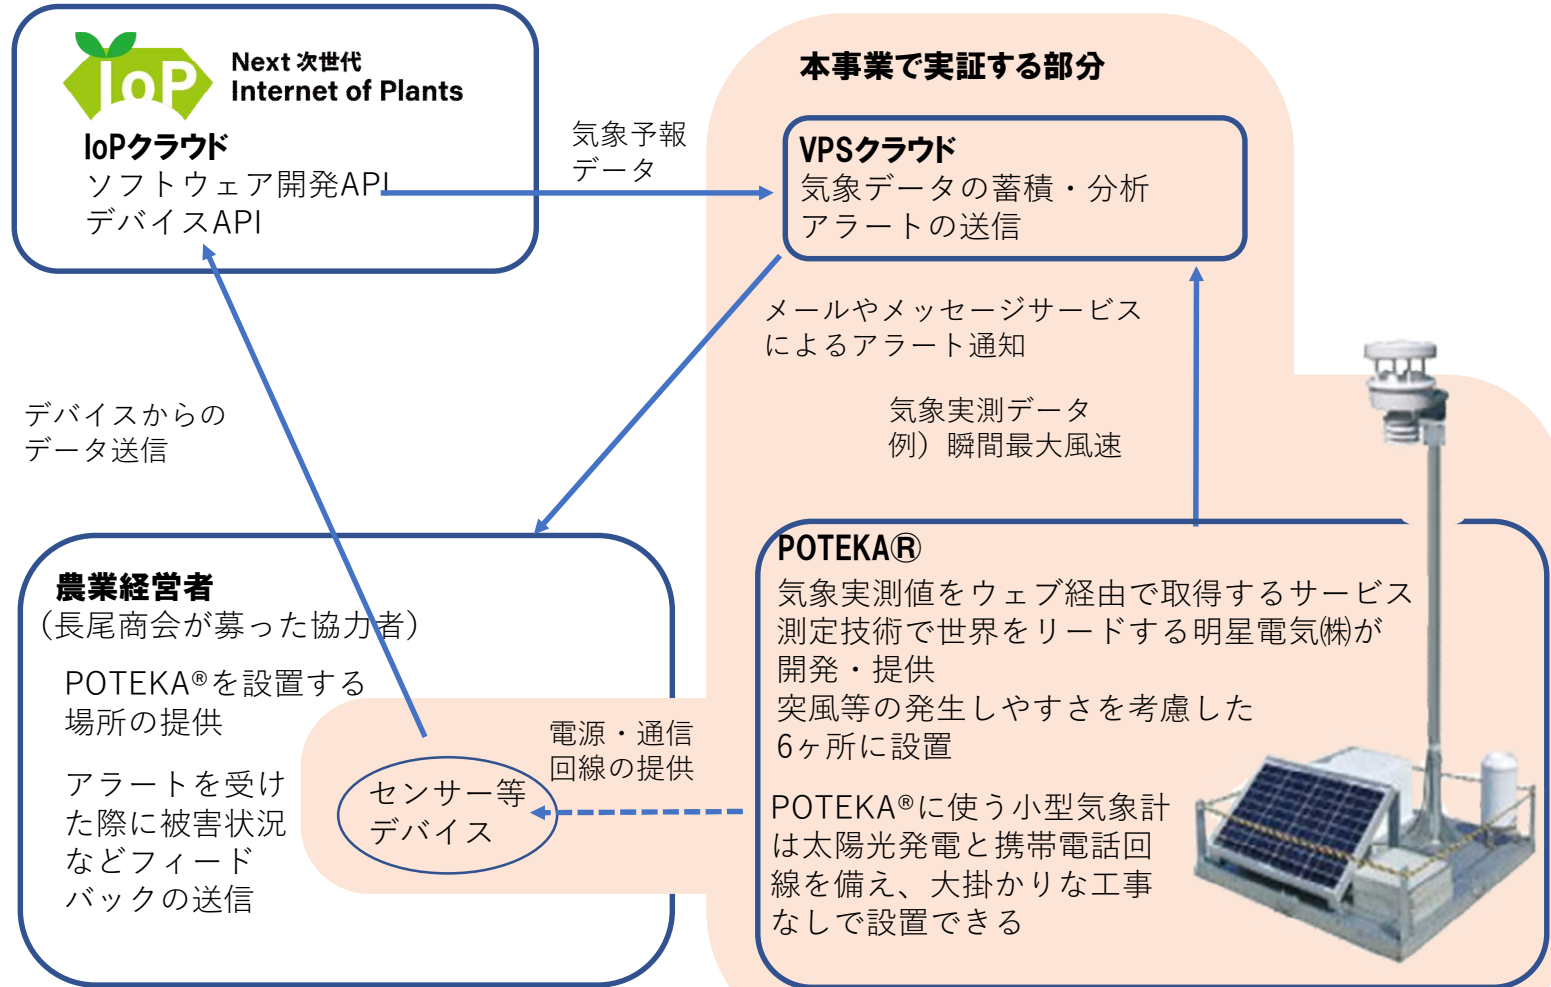 IoP
Next 次世代
Internet of Plants
IoPクラウド
ソフトウェア開発API
デバイスAPI
気象予報
データ
本事業で実証する部分
VPSクラウド
気象データの蓄積・分析
アラートの送信
メールやメッセージサービス
によるアラート通知
デバイスからの
データ送信
気象実測データ
例）瞬間最大風速
農業経営者
（長尾商会が募った協力者）
POTEKA®を設置する
場所の提供
アラートを受け
た際に被害状況
などフィード
バックの送信
センサー等
デバイス
電源・通信
回線の提供
POTEKA®
気象実測値をウェブ経由で取得するサービス
測定技術で世界をリードする明星電気㈱が
開発・提供
突風等の発生しやすさを考慮した
6ヶ所に設置
POTEKA®に使う小型気象計
は太陽光発電と携帯電話回
線を備え、大掛かりな工事
なしで設置できる